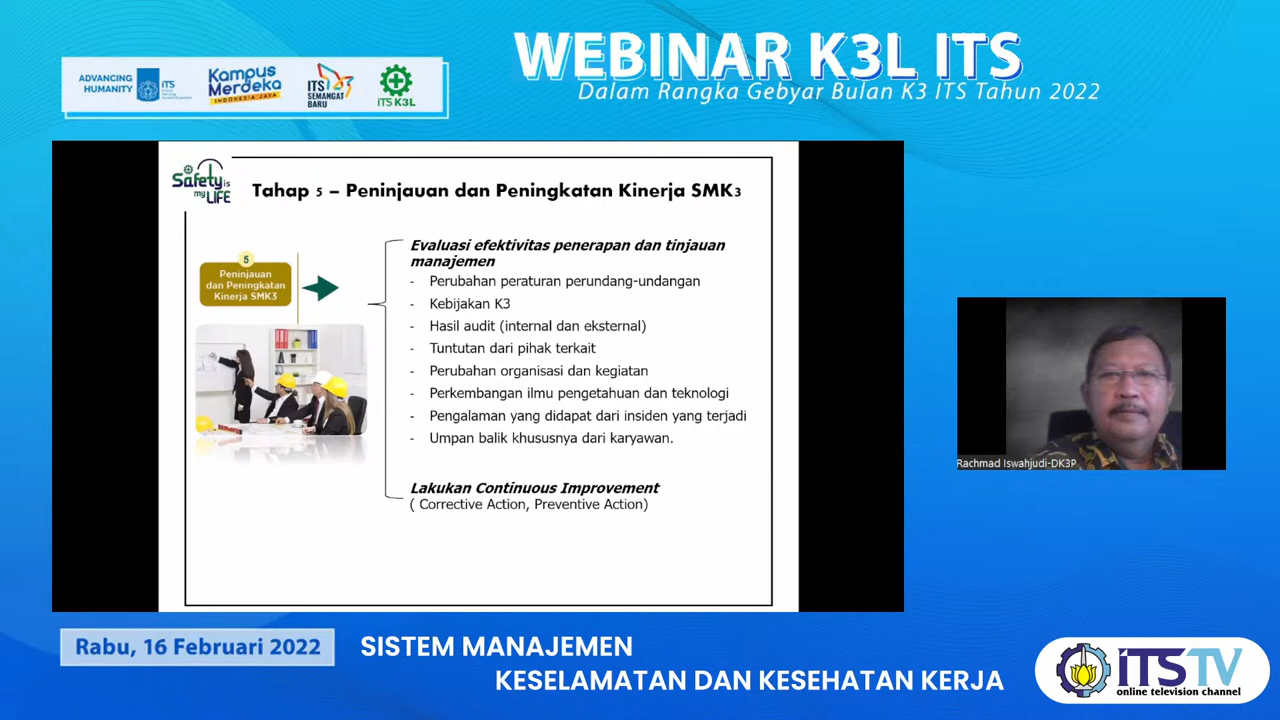 WEBINAR K3L ITS
Dalam Rangka Gebyar Bulan K3 ITS Tahun 2022
ADVANCING
HUMANITY
ITS
Kampus
Merdeka
INDONESIA JAYA
ITS
SEMANGAT
BARU
ITS K3L
Safety is
my LIFE
Tahap 5 – Peninjauan dan Peningkatan Kinerja SMK3
5
Peninjauan
dan Peningkatan
Kinerja SMK3
Evaluasi efektivitas penerapan dan tinjauan
manajemen
- Perubahan peraturan perundang-undangan
- Kebijakan K3
- Hasil audit (internal dan eksternal)
- Tuntutan dari pihak terkait
- Perubahan organisasi dan kegiatan
- Perkembangan ilmu pengetahuan dan teknologi
- Pengalaman yang didapat dari insiden yang terjadi
- Umpan balik khususnya dari karyawan.
Lakukan Continuous Improvement
( Corrective Action, Preventive Action)
Rachmad Iswahjudi-DK3P
Rabu, 16 Februari 2022
SISTEM MANAJEMEN
KESELAMATAN DAN KESEHATAN KERJA
iTSTV
online television channel